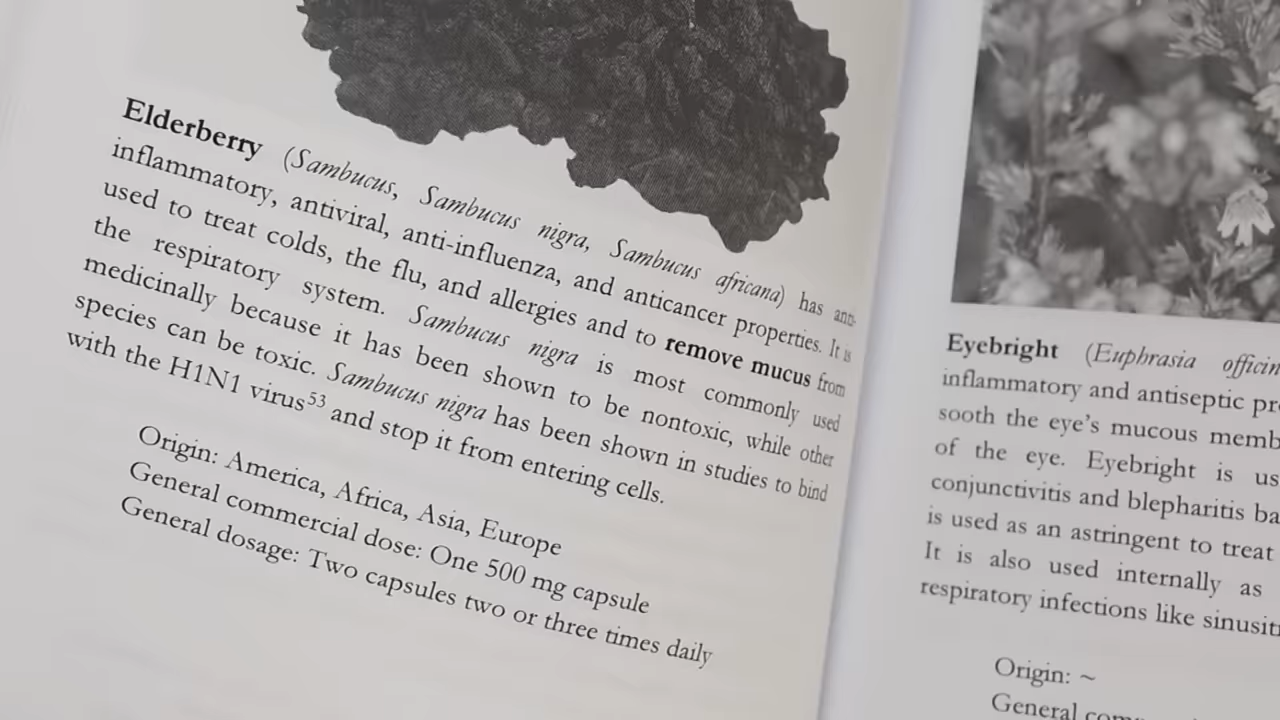 Elderberry (Sambucus, Sambucus nigra, Sambucus africana) has anti-
inflammatory, antiviral, anti-influenza, and anticancer properties. It is
used to treat colds, the flu, and allergies and to remove mucus from
the respiratory system. Sambucus nigra is most commonly used
medicinally because it has been shown to be nontoxic, while other
species can be toxic. Sambucus nigra has been shown in studies to bind
with the H1N1 virus53 and stop it from entering cells.
Origin: America, Africa, Asia, Europe
General commercial dose: One 500 mg capsule
General dosage: Two capsules two or three times daily
Eyebright (Euphrasia
inflammatory and antiseptic
sooth the eye's mucous
of the eye. Eyebright is
conjunctivitis and blepharitis
is used as an astringent to treat
It is also used internally as
respiratory infections like
Origin: ~
General